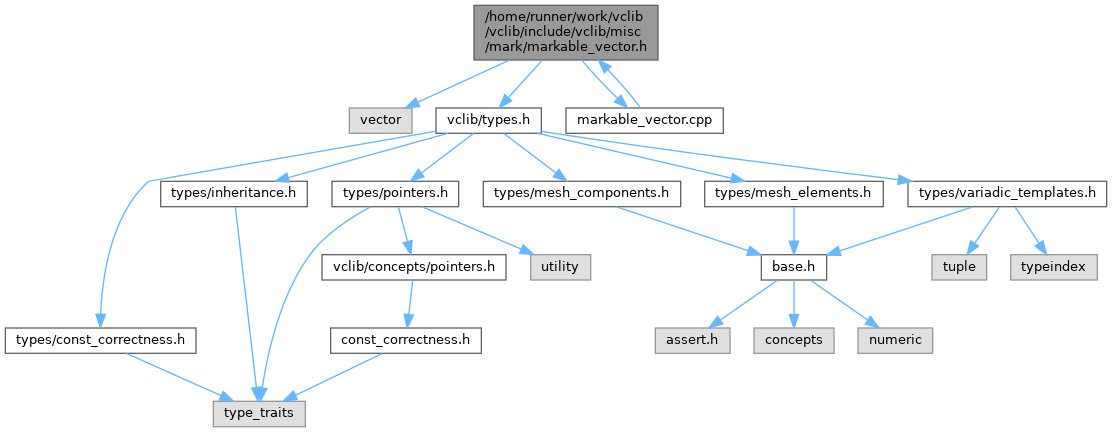 /home/runner/work/vclib
/vclib/include/vclib/misc
/mark/markable_vector.h
vector
vclib/types.h
markable_vector.cpp
types/inheritance.h
types/pointers.h
types/mesh_components.h
types/mesh_elements.h
types/variadic_templates.h
vclib/concepts/pointers.h
utility
base.h
tuple
typeindex
types/const_correctness.h
const_correctness.h
assert.h
concepts
numeric
type_traits